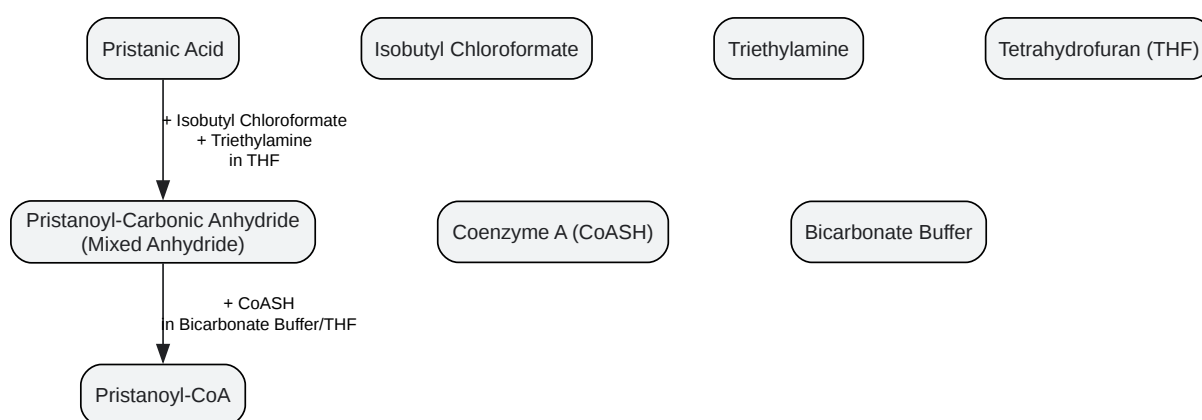 Pristanic Acid
Isobutyl Chloroformate
Triethylamine
Tetrahydrofuran (THF)
+ Isobutyl Chloroformate
+ Triethylamine
in THF
Pristanoyl-Carbonic Anhydride
(Mixed Anhydride)
Coenzyme A (CoASH)
Bicarbonate Buffer
+ CoASH
in Bicarbonate Buffer/THF
Pristanoyl-CoA